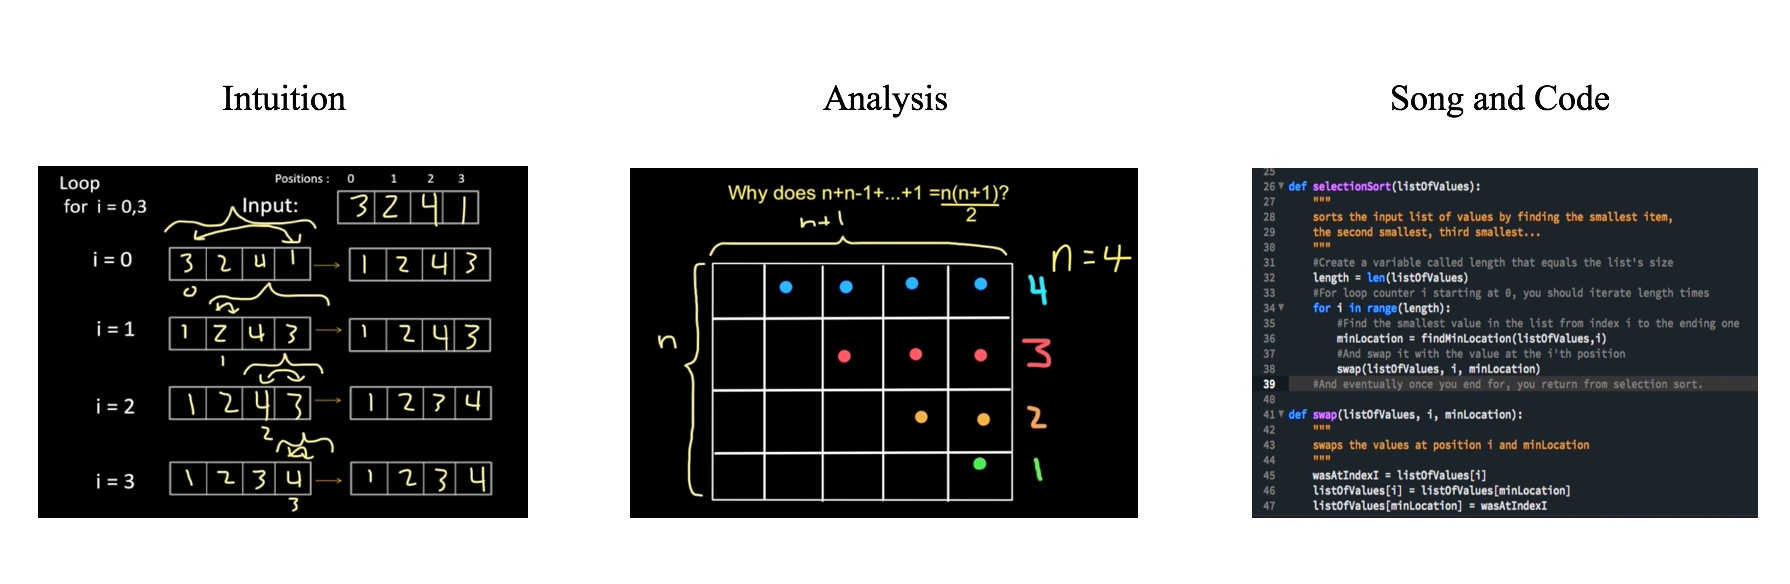 Intuition
Analysis
Song and Code
Loop
for i = 0,3
Positions : 0 1 2 3
Input: 3 2 4 1
i = 0 3 2 4 1 → 1 2 4 3
0
i = 1 1 2 4 3 → 1 2 4 3
1
i = 2 1 2 4 3 → 1 2 3 4
2
i = 3 1 2 3 4 → 1 2 3 4
3
Why does n+n-1+...+1 =n(n+1)?
2
n+1
n=4
4
n
3
2
1
25
26 def selectionSort(listOfValues):
27 """
28 sorts the input list of values by finding the smallest item,
29 the second smallest, third smallest...
30 """
31 #Create a variable called length that equals the list's size
32 length = len(listOfValues)
33 #For loop counter i starting at 0, you should iterate length times
34 for i in range(length):
35 #Find the smallest value in the list from index i to the ending one
36 minLocation = findMinLocation(listOfValues,i)
37 #And swap it with the value at the i'th position
38 swap(listOfValues, i, minLocation)
39 #And eventually once you end for, you return from selection sort.
40
41 def swap(listOfValues, i, minLocation):
42 """
43 swaps the values at position i and minLocation
44 """
45 wasAtIndexI = listOfValues[i]
46 listOfValues[i] = listOfValues[minLocation]
47 listOfValues[minLocation] = wasAtIndexI